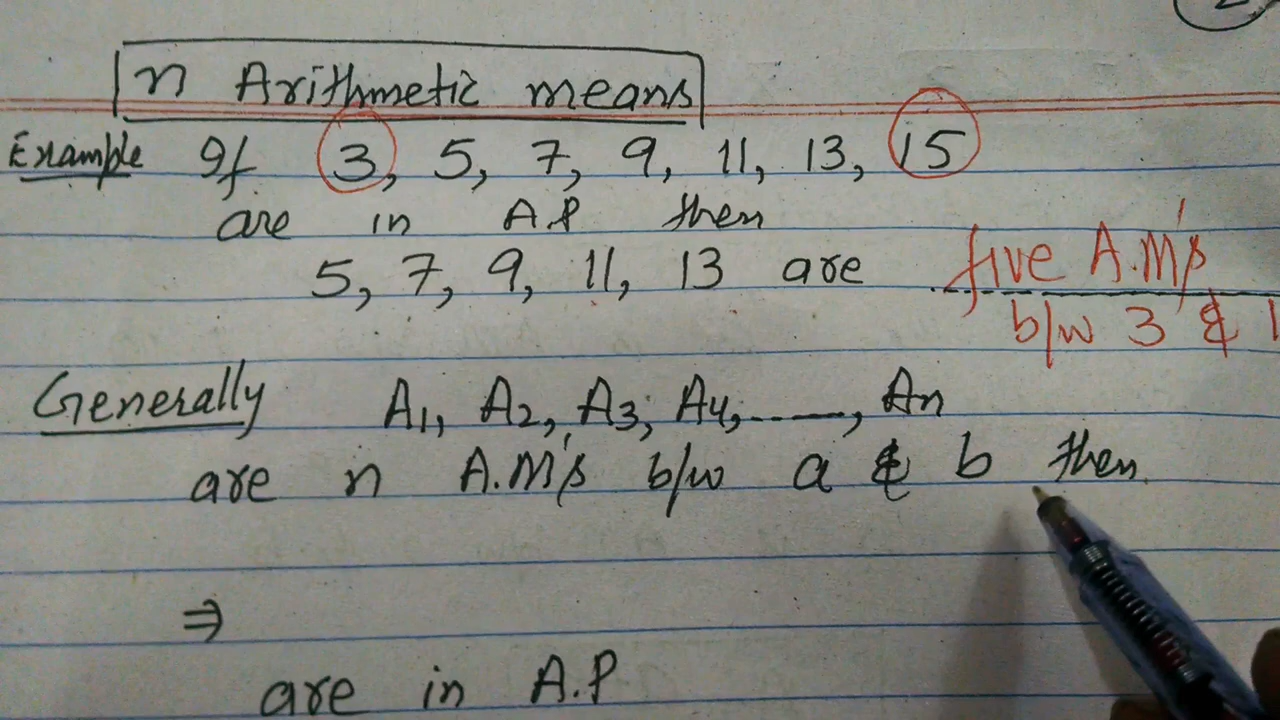 n Arithmetic means
Example If 3, 5, 7, 9, 11, 13, 15
are in A.P then
5, 7, 9, 11, 13 are five A.M's
b/w 3 & 1
Generally A1, A2, A3, A4, ......, An
are n A.M's b/w a & b then
⇒
are in A.P